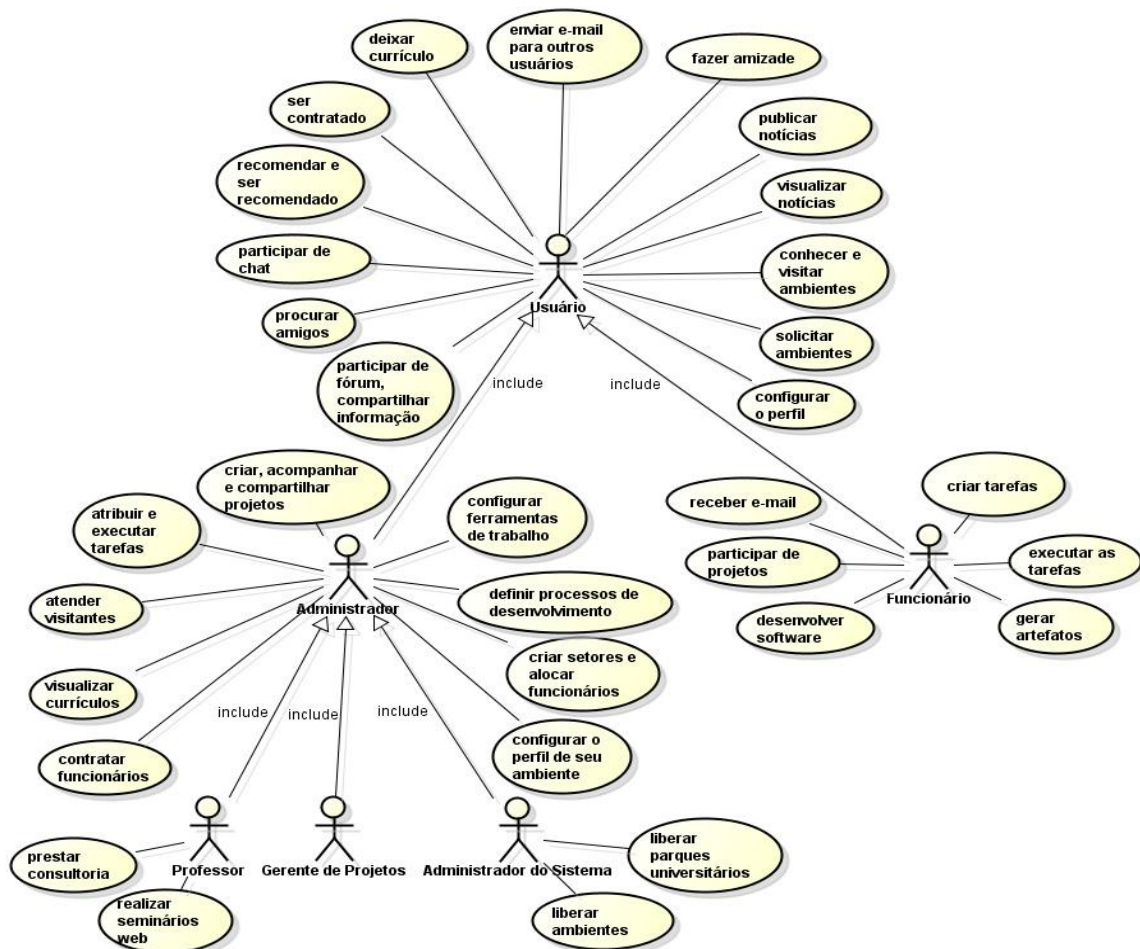 deixar
currículo
enviar e-mail
para outros
usuários
fazer amizade
ser
contratado
publicar
notícias
recomendar e
ser
recomendado
visualizar
notícias
participar de
chat
conhecer e
visitar
ambientes
Usuário
procurar
amigos
solicitar
ambientes
participar de
fórum,
compartilhar
informação
include
include
configurar
o perfil
criar, acompanhar
e compartilhar
projetos
configurar
ferramentas
de trabalho
receber e-mail
criar tarefas
atribuir e
executar
tarefas
participar de
projetos
executar as
tarefas
Funcionário
atender
visitantes
Administrador
definir processos de
desenvolvimento
desenvolver
software
gerar
artefatos
visualizar
currículos
criar setores e
alocar
funcionários
include
include
include
contratar
funcionários
configurar o
perfil de seu
ambiente
prestar
consultoria
Professor
Gerente de Projetos
Administrador do Sistema
liberar
parques
universitários
realizar
seminários
web
liberar
ambientes